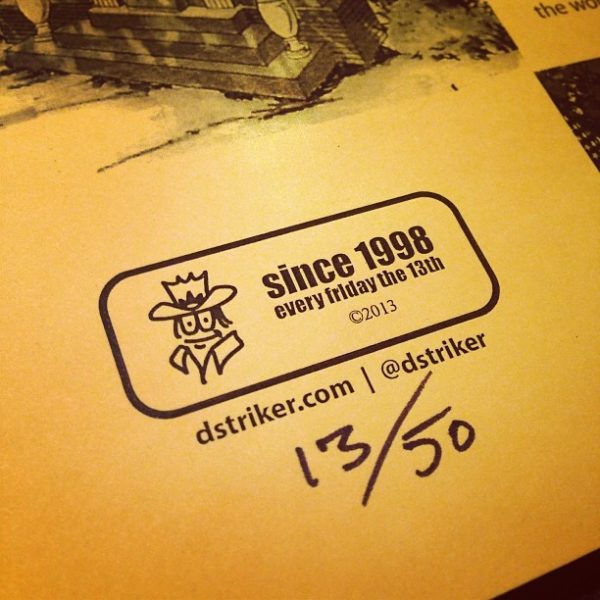 the wo
since 1998
every friday the 13th
©2013
dstriker.com | @dstriker
13/50